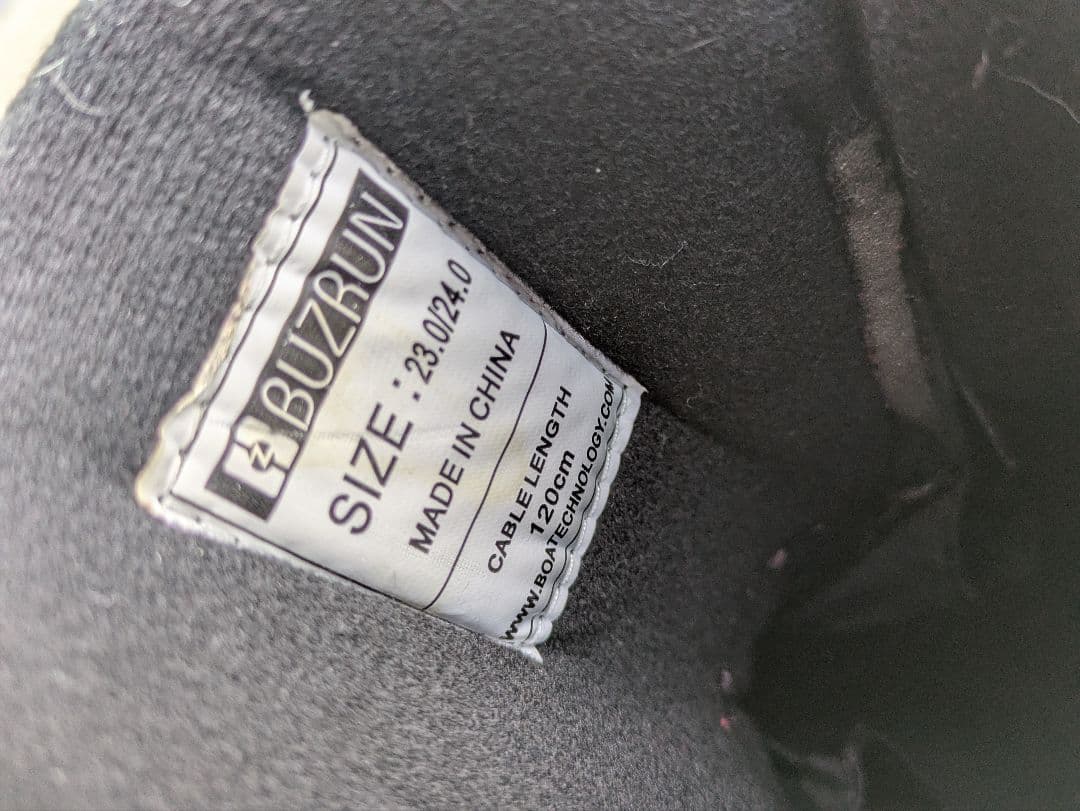 BUZRUN
SIZE : 23.0/24.0
MADE IN CHINA
CABLE LENGTH
120cm
WWW.BOATECHNOLOGY.COM